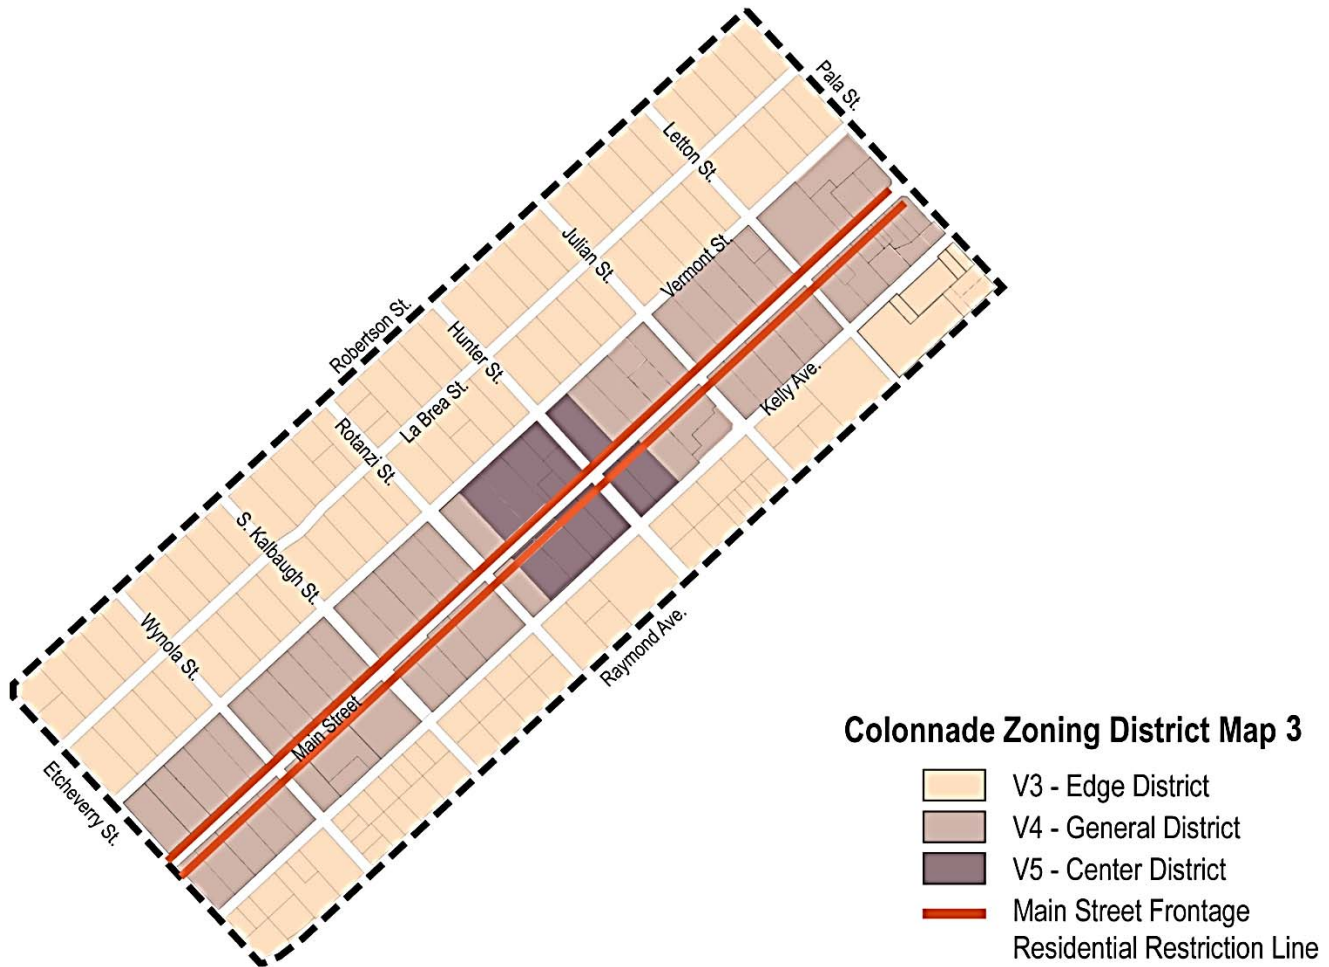 Pala St.
Letton St.
Julian St.
Vermont St.
Robertson St.
Hunter St.
La Brea St.
Kelly Ave.
Rotanzi St.
S. Kalbaugh St.
Wynola St.
Raymond Ave.
Main Street
Etcheverry St.
Colonnade Zoning District Map 3
V3 - Edge District
V4 - General District
V5 - Center District
Main Street Frontage
Residential Restriction Line